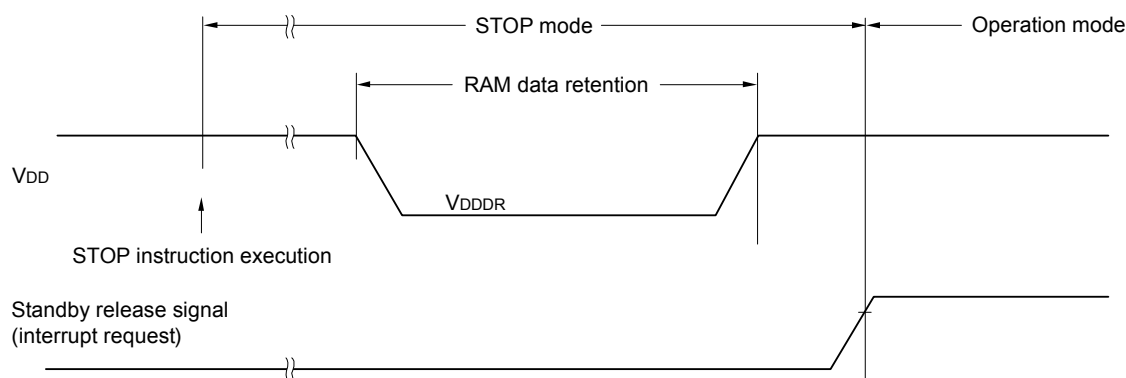 STOP mode
Operation mode
RAM data retention
VDD
VDDDR
STOP instruction execution
Standby release signal
(interrupt request)